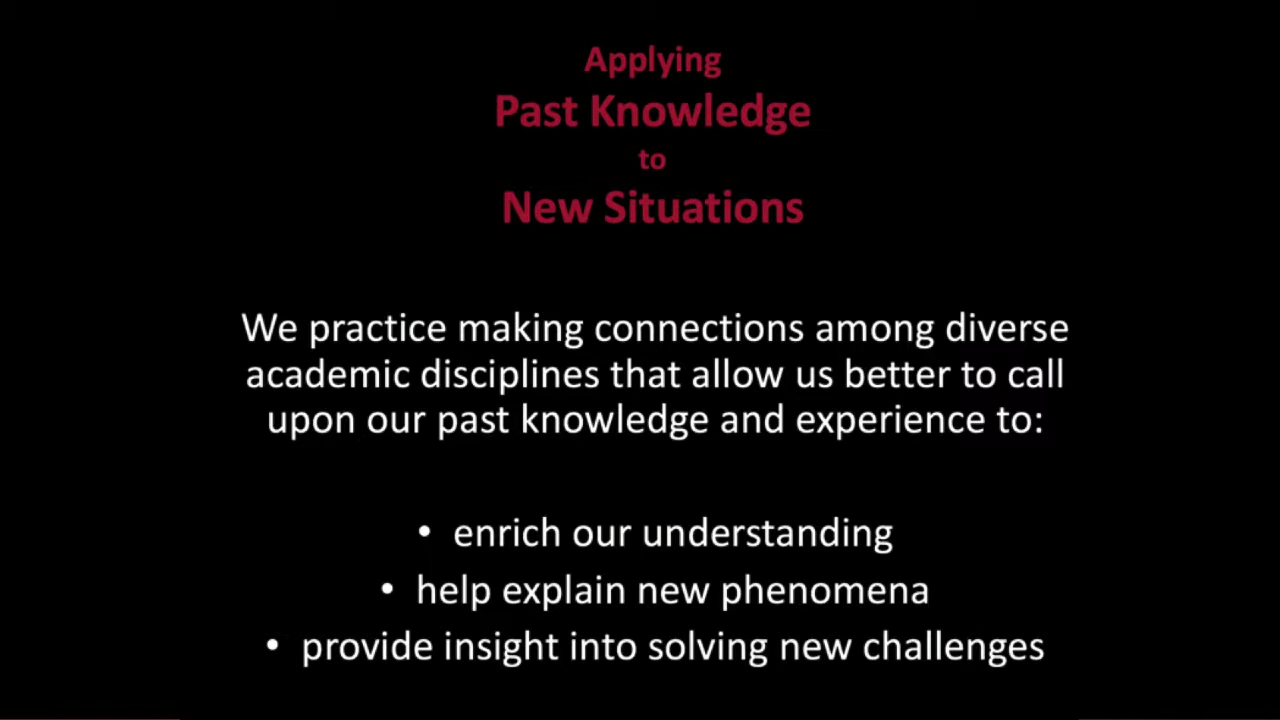 Applying
Past Knowledge
to
New Situations
We practice making connections among diverse
academic disciplines that allow us better to call
upon our past knowledge and experience to:
• enrich our understanding
• help explain new phenomena
• provide insight into solving new challenges